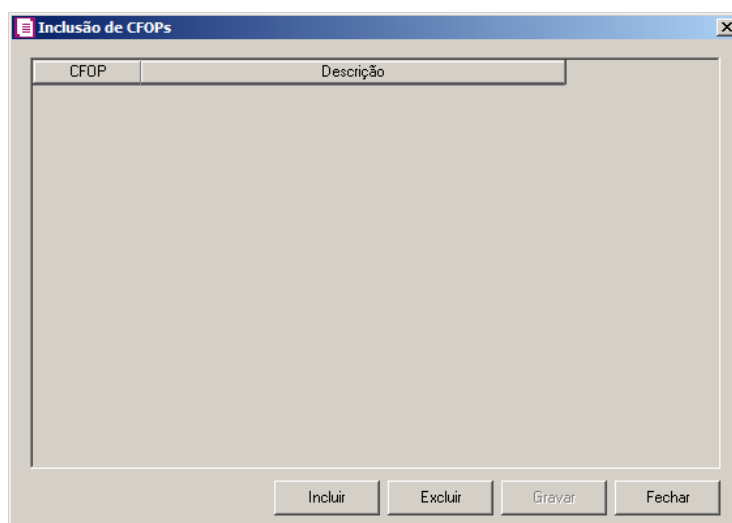 Inclusão de CFOPs
CFOP Descrição
Incluir Excluir Gravar Fechar